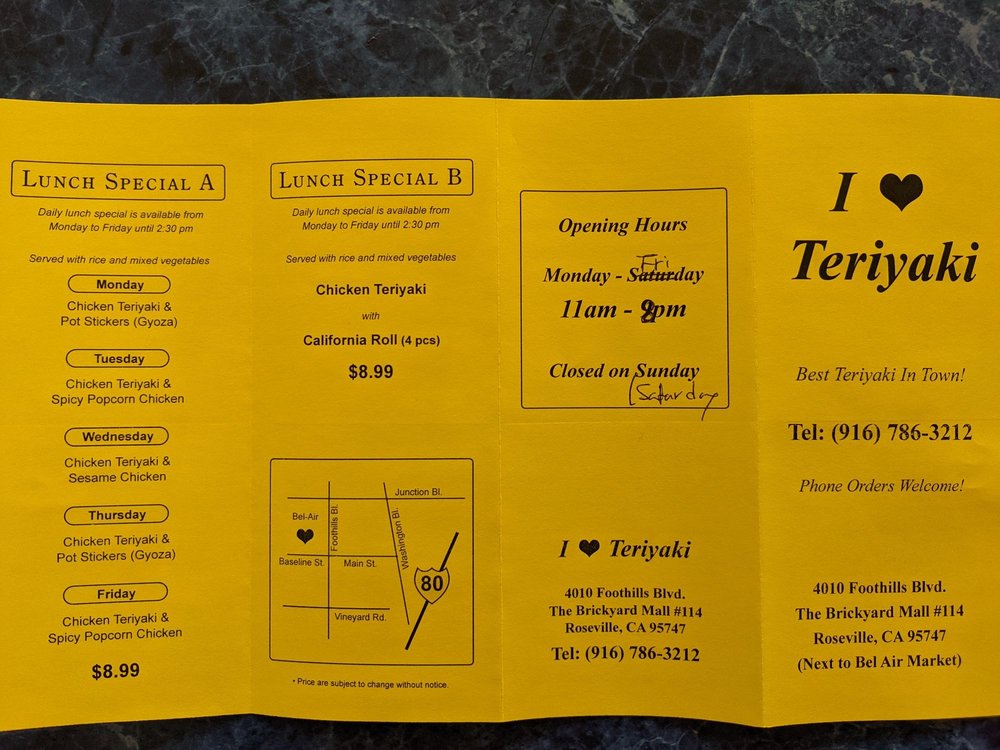 LUNCH SPECIAL A
Daily lunch special is available from
Monday to Friday until 2:30 pm
Served with rice and mixed vegetables
Monday
Chicken Teriyaki &
Pot Stickers (Gyoza)
Tuesday
Chicken Teriyaki &
Spicy Popcorn Chicken
Wednesday
Chicken Teriyaki &
Sesame Chicken
Thursday
Chicken Teriyaki &
Pot Stickers (Gyoza)
Friday
Chicken Teriyaki &
Spicy Popcorn Chicken
$8.99
LUNCH SPECIAL B
Daily lunch special is available from
Monday to Friday until 2:30 pm
Served with rice and mixed vegetables
Chicken Teriyaki
with
California Roll (4 pcs)
$8.99
Junction Bl.
Bel-Air
Foothills Bl.
Washington Bl.
Baseline St.
Main St.
80
Vineyard Rd.
* Price are subject to change without notice.
Opening Hours
Fri
Monday - Saturday
11am - 8pm
Closed on Sunday
/Saturday
I ♥ Teriyaki
4010 Foothills Blvd.
The Brickyard Mall #114
Roseville, CA 95747
Tel: (916) 786-3212
I ♥
Teriyaki
Best Teriyaki In Town!
Tel: (916) 786-3212
Phone Orders Welcome!
4010 Foothills Blvd.
The Brickyard Mall #114
Roseville, CA 95747
(Next to Bel Air Market)